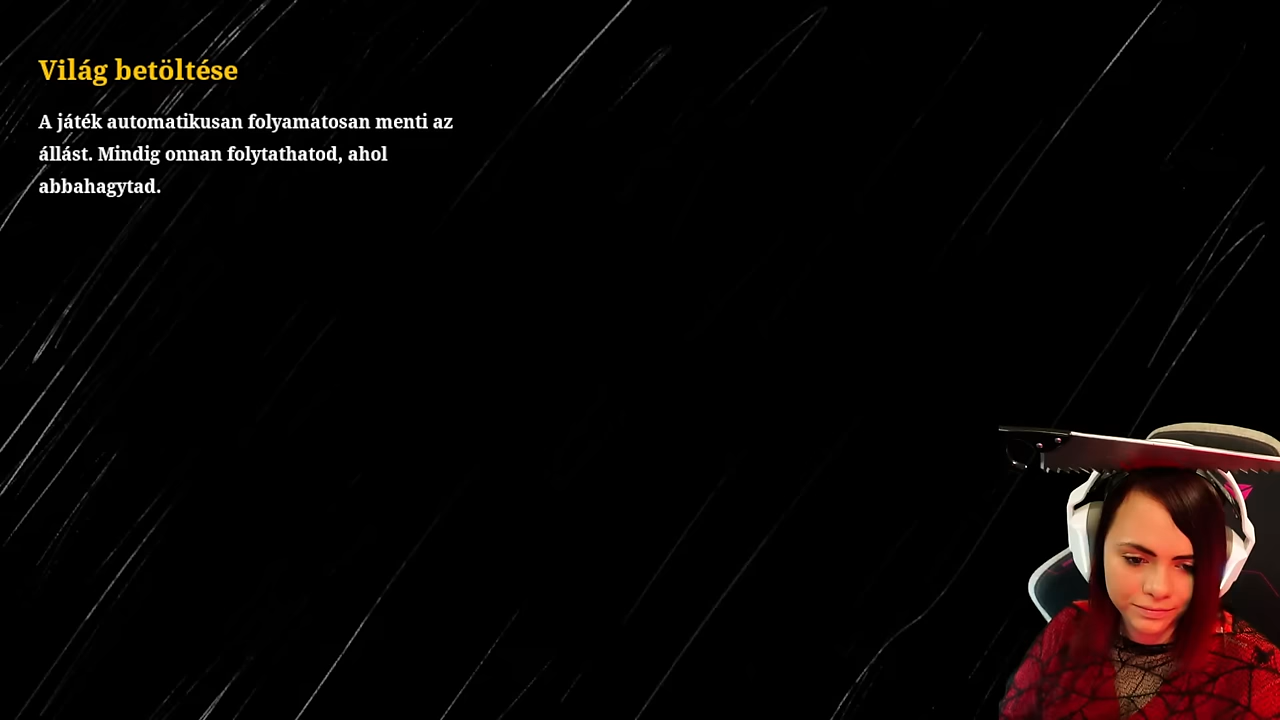 Világ betöltése
A játék automatikusan folyamatosan menti az
állást. Mindig onnan folytathatod, ahol
abbahagytad.